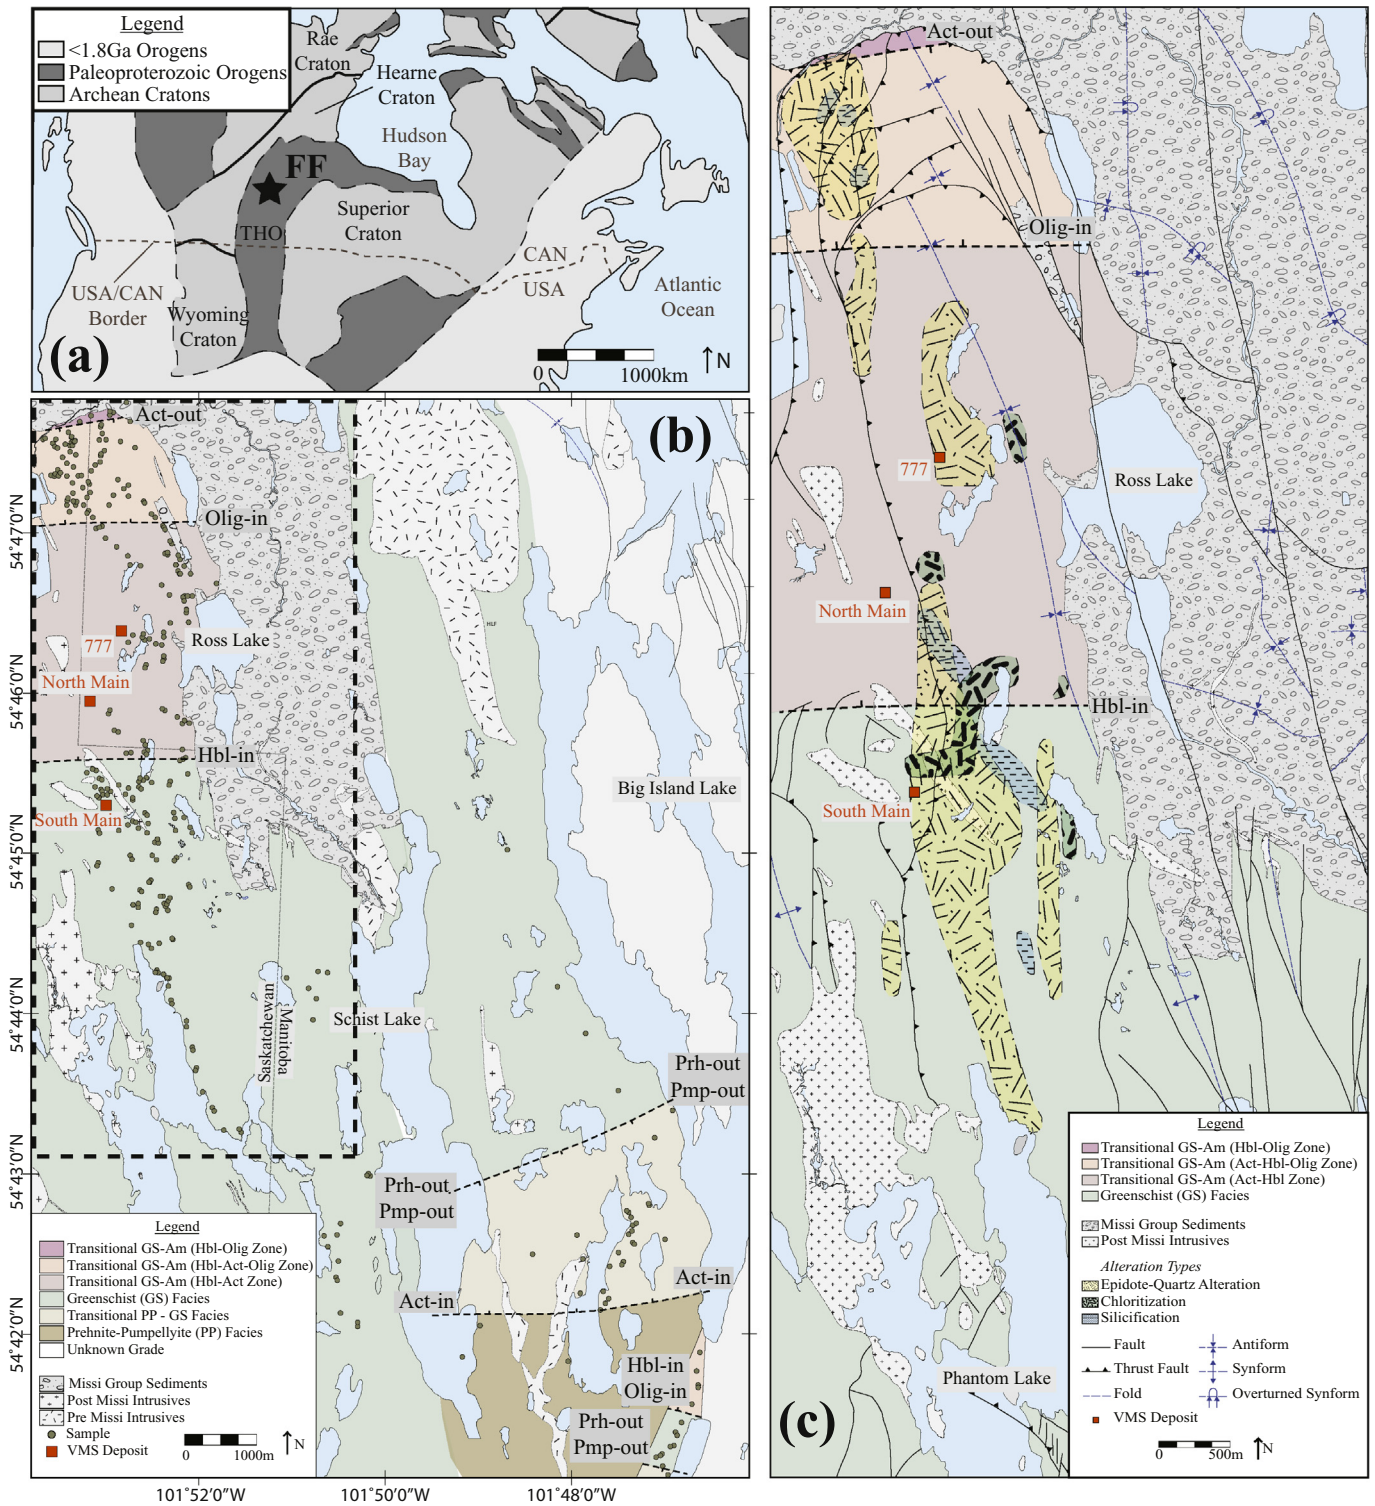 Legend
<1.8Ga Orogens
Paleoproterozoic Orogens
Archean Cratons
Rae
Craton
Hearne
Craton
Hudson
Bay
FF
Superior
Craton
THO
CAN
USA
USA/CAN
Border
Wyoming
Craton
Atlantic
Ocean
(a)
0
1000km
N
(b)
Act-out
Olig-in
Ross Lake
777
North Main
Hbl-in
South Main
Big Island Lake
Saskatchewan
Manitoba
Schist Lake
HLF
Prh-out
Pmp-out
Prh-out
Pmp-out
Act-in
Act-in
Hbl-in
Olig-in
Prh-out
Pmp-out
54°47'0"N
54°46'0"N
54°45'0"N
54°44'0"N
54°43'0"N
54°42'0"N
101°52'0"W
101°50'0"W
101°48'0"W
Legend
Transitional GS-Am (Hbl-Olig Zone)
Transitional GS-Am (Hbl-Act-Olig Zone)
Transitional GS-Am (Hbl-Act Zone)
Greenschist (GS) Facies
Transitional PP - GS Facies
Prehnite-Pumpellyite (PP) Facies
Unknown Grade
Missi Group Sediments
Post Missi Intrusives
Pre Missi Intrusives
Sample
VMS Deposit
0
1000m
N
Act-out
Olig-in
777
Ross Lake
North Main
Hbl-in
South Main
Phantom Lake
(c)
Legend
Transitional GS-Am (Hbl-Olig Zone)
Transitional GS-Am (Act-Hbl-Olig Zone)
Transitional GS-Am (Act-Hbl Zone)
Greenschist (GS) Facies
Missi Group Sediments
Post Missi Intrusives
Alteration Types
Epidote-Quartz Alteration
Chloritization
Silicification
Fault
Antiform
Thrust Fault
Synform
Fold
Overturned Synform
VMS Deposit
0
500m
N